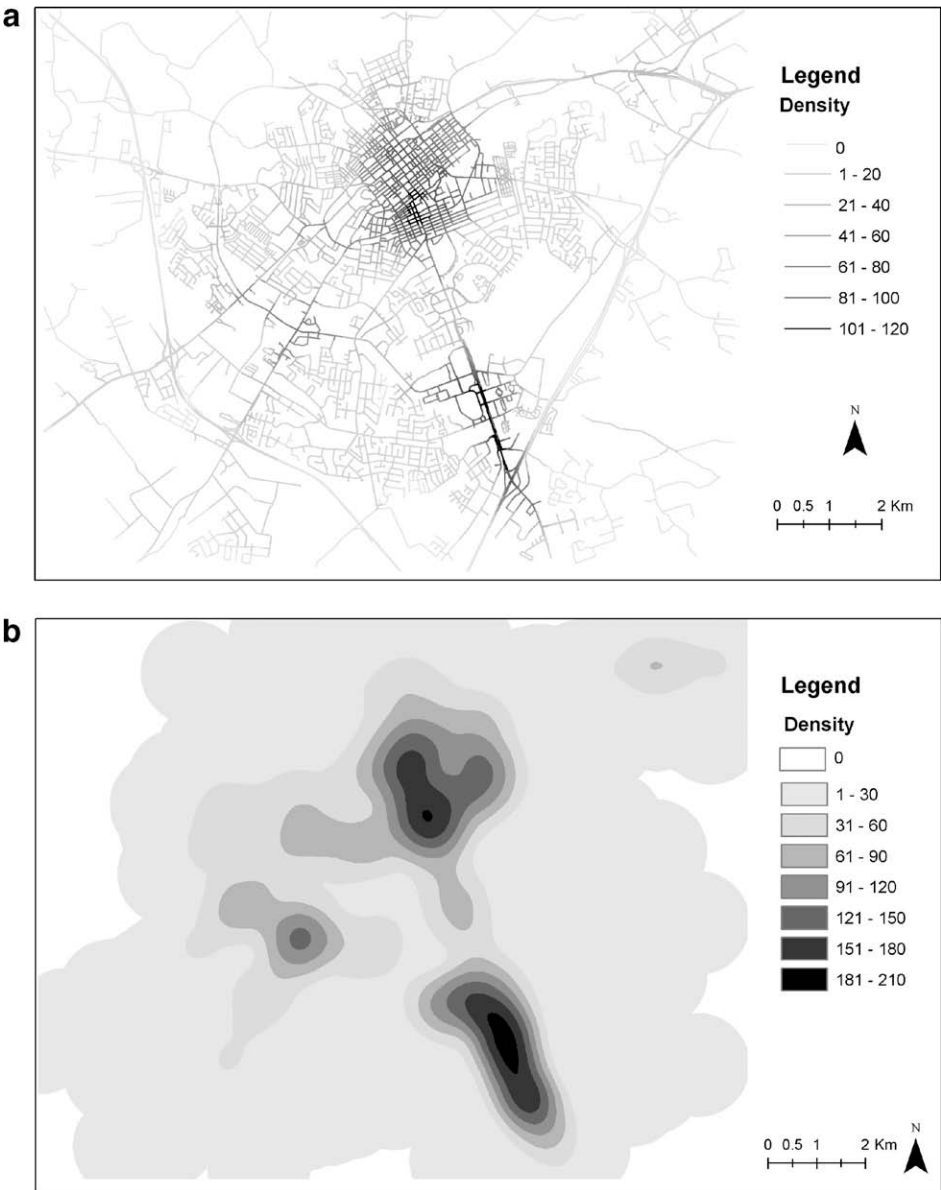 a
Legend
Density
0
1 - 20
21 - 40
41 - 60
61 - 80
81 - 100
101 - 120
N
0 0.5 1 2 Km
b
Legend
Density
0
1 - 30
31 - 60
61 - 90
91 - 120
121 - 150
151 - 180
181 - 210
N
0 0.5 1 2 Km